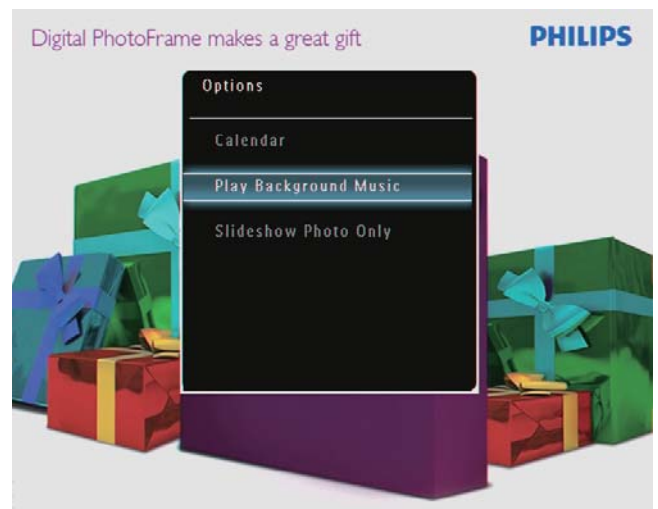 Digital PhotoFrame makes a great gift
PHILIPS
Options
Calendar
Play Background Music
Slideshow Photo Only